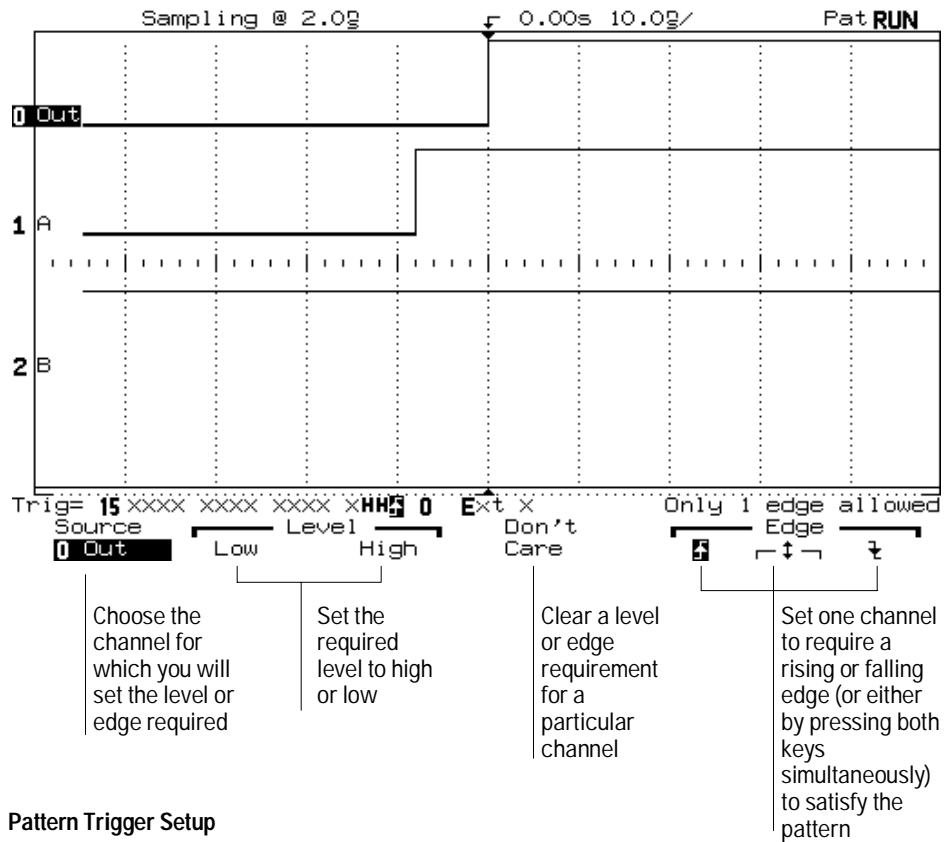 Sampling @ 2.0ns 0.00s 10.0ns/ Pat RUN
0 Out
1 A
2 B
Trig= 15 XXXX XXXX XXXX XHH 0 Ext X Only 1 edge allowed
Source Level Don't Edge
0 Out Low High Care
Choose the
channel for
which you will
set the level or
edge required
Set the
required
level to high
or low
Clear a level
or edge
requirement
for a
particular
channel
Set one channel
to require a
rising or falling
edge (or either
by pressing both
keys
simultaneously)
to satisfy the
pattern
Pattern Trigger Setup